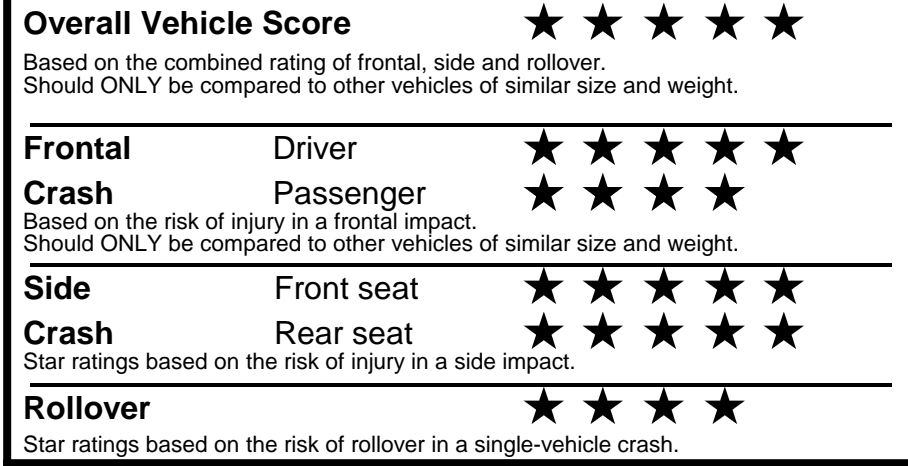 Overall Vehicle Score ★ ★ ★ ★ ★
Based on the combined rating of frontal, side and rollover.
Should ONLY be compared to other vehicles of similar size and weight.
Frontal Driver ★ ★ ★ ★ ★
Crash Passenger ★ ★ ★ ★
Based on the risk of injury in a frontal impact.
Should ONLY be compared to other vehicles of similar size and weight.
Side Front seat ★ ★ ★ ★ ★
Crash Rear seat ★ ★ ★ ★ ★
Star ratings based on the risk of injury in a side impact.
Rollover ★ ★ ★ ★
Star ratings based on the risk of rollover in a single-vehicle crash.